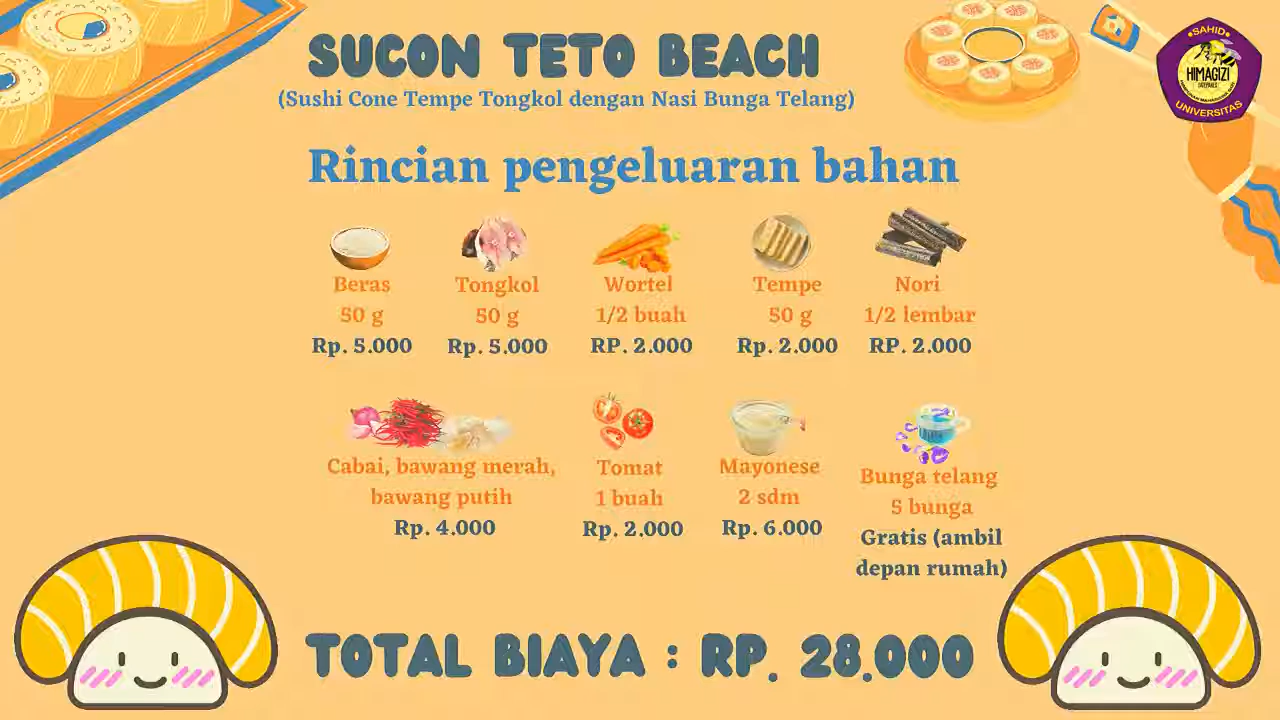 SUCON TETO BEACH
(Sushi Cone Tempe Tongkol dengan Nasi Bunga Telang)
SAHID
HIMAGIZI
UNIVERSITAS
Rincian pengeluaran bahan
Beras
50 g
Rp. 5.000
Tongkol
50 g
Rp. 5.000
Wortel
1/2 buah
RP. 2.000
Tempe
50 g
Rp. 2.000
Nori
1/2 lembar
RP. 2.000
Cabai, bawang merah,
bawang putih
Rp. 4.000
Tomat
1 buah
Rp. 2.000
Mayonese
2 sdm
Rp. 6.000
Bunga telang
5 bunga
Gratis (ambil
depan rumah)
TOTAL BIAYA : RP. 28.000